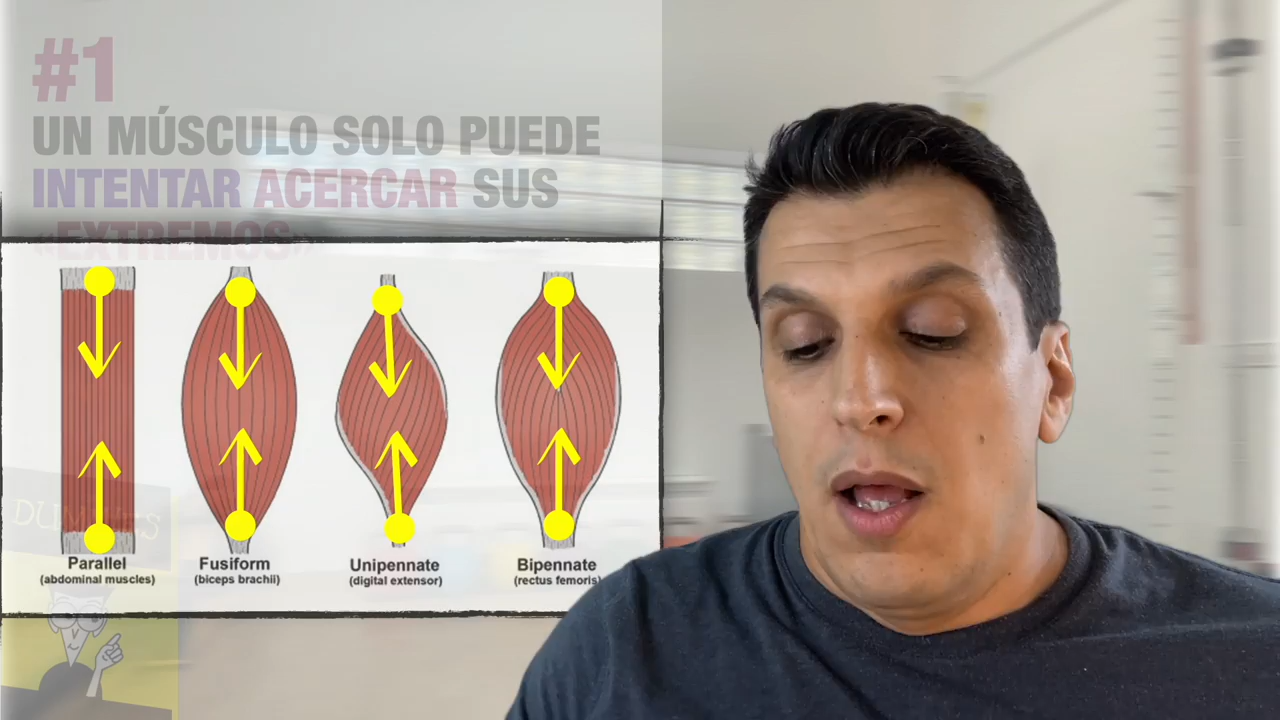 #1
UN MÚSCULO SOLO PUEDE
INTENTAR ACERCAR SUS
«EXTREMOS»
Parallel
(abdominal muscles)
Fusiform
(biceps brachii)
Unipennate
(digital extensor)
Bipennate
(rectus femoris)